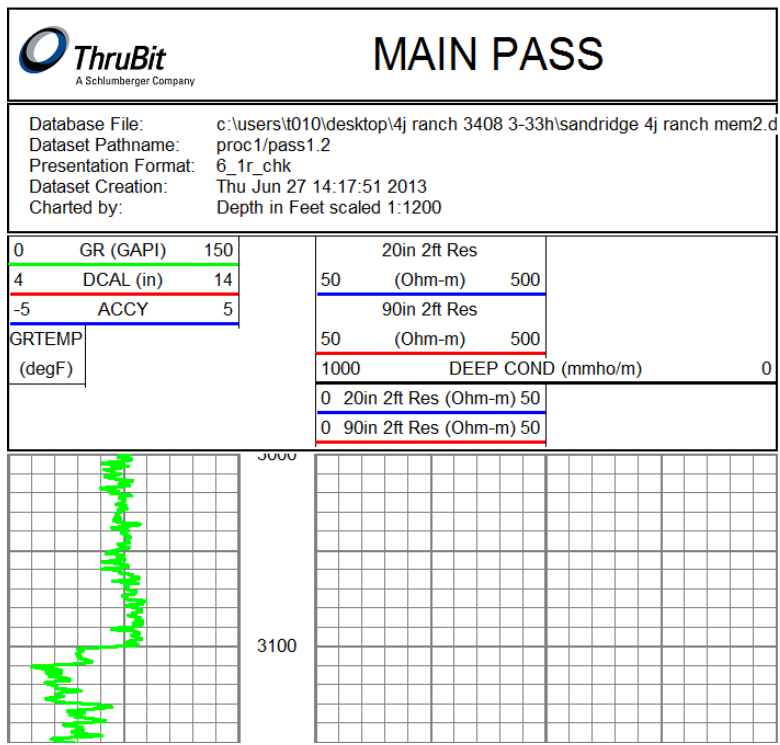 ThruBit
A Schlumberger Company
MAIN PASS
Database File: c:\users\t010\desktop\4j ranch 3408 3-33h\sandridge 4j ranch mem2.d
Dataset Pathname: proc1/pass1.2
Presentation Format: 6_1r_chk
Dataset Creation: Thu Jun 27 14:17:51 2013
Charted by: Depth in Feet scaled 1:1200
0 GR (GAPI) 150
4 DCAL (in) 14
-5 ACCY 5
GRTEMP
(degF)
20in 2ft Res
50 (Ohm-m) 500
90in 2ft Res
50 (Ohm-m) 500
1000 DEEP COND (mmho/m) 0
0 20in 2ft Res (Ohm-m) 50
0 90in 2ft Res (Ohm-m) 50
3000
3100